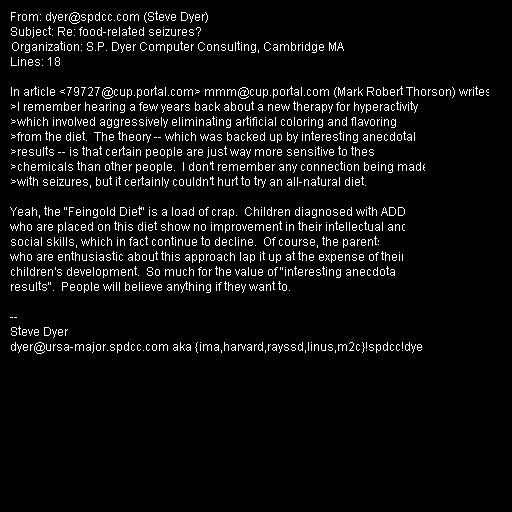 From: dyer@spdcc.com (Steve Dyer)
Subject: Re: food-related seizures?
Organization: S.P. Dyer Computer Consulting, Cambridge MA
Lines: 18

In article <79727@cup.portal.com> mmm@cup.portal.com (Mark Robert Thorson) writes
>I remember hearing a few years back about a new therapy for hyperactivity
>which involved aggressively eliminating artificial coloring and flavoring
>from the diet.  The theory -- which was backed up by interesting anecdotal
>results -- is that certain people are just way more sensitive to thes
>chemicals than other people.  I don't remember any connection being made
>with seizures, but it certainly couldn't hurt to try an all-natural diet.

Yeah, the "Feingold Diet" is a load of crap.  Children diagnosed with ADD
who are placed on this diet show no improvement in their intellectual and
social skills, which in fact continue to decline.  Of course, the parents
who are enthusiastic about this approach lap it up at the expense of their
children's development.  So much for the value of "interesting anecdota
results".  People will believe anything if they want to.

--
Steve Dyer
dyer@ursa-major.spdcc.com aka {ima,harvard,rayssd,linus,m2c}!spdcc!dye